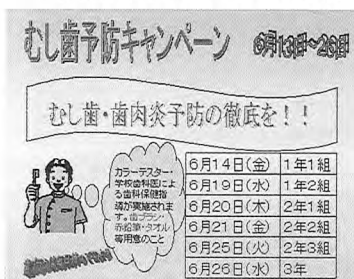 むし歯予防キャンペーン
6月13日〜26日
むし歯・歯肉炎予防の徹底を！！
カラーテスター・
学校歯科医によ
る歯科保健指
導が実施されま
す。歯ブラシ・
赤鉛筆・タオル
等用意のこと
6月14日(金) 1年1組
6月19日(水) 1年2組
6月20日(木) 2年1組
6月21日(金) 2年2組
6月25日(火) 2年3組
6月26日(水) 3年